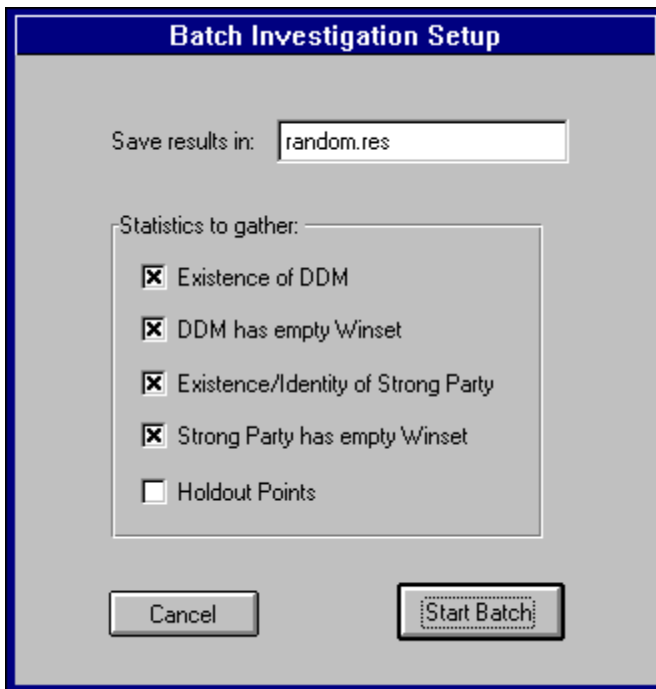 Batch Investigation Setup
Save results in: random.res
Statistics to gather:
Existence of DDM
DDM has empty Winset
Existence/Identity of Strong Party
Strong Party has empty Winset
Holdout Points
Cancel Start Batch